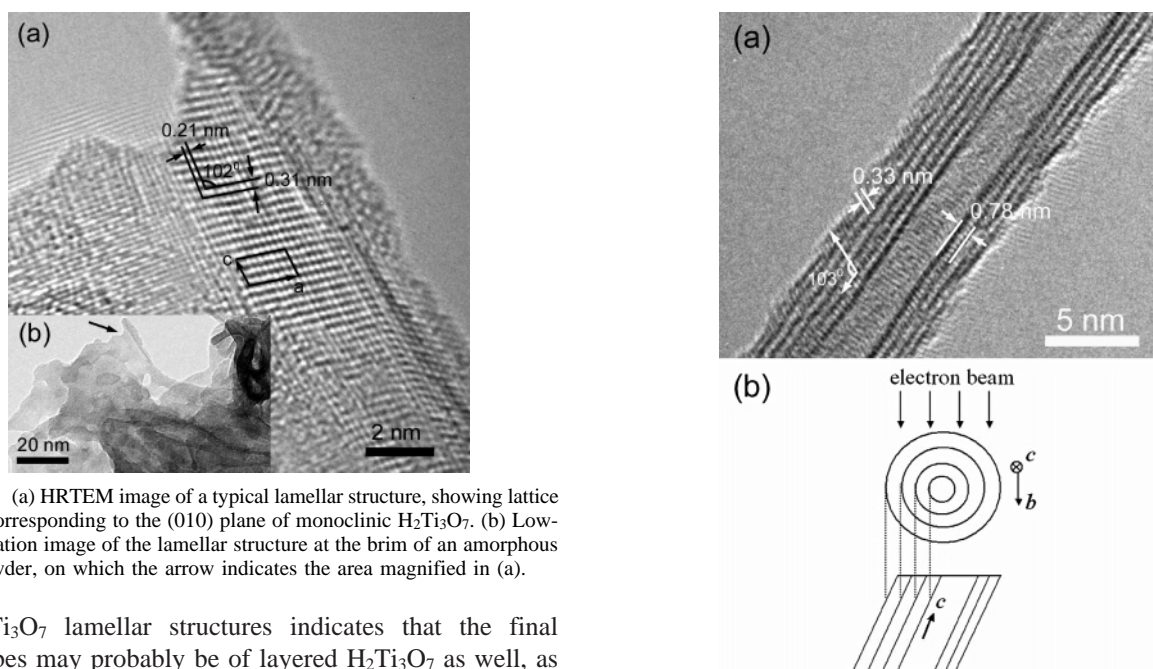 (a)
0.21 nm
102°
0.31 nm
c
a
(b)
20 nm
2 nm
(a) HRTEM image of a typical lamellar structure, showing lattice
orresponding to the (010) plane of monoclinic H₂Ti₃O₇. (b) Low-
ation image of the lamellar structure at the brim of an amorphous
der, on which the arrow indicates the area magnified in (a).
Ti₃O₇ lamellar structures indicates that the final
bes may probably be of layered H₂Ti₃O₇ as well, as
(a)
0.33 nm
0.78 nm
103°
5 nm
(b)
electron beam
c
b
c